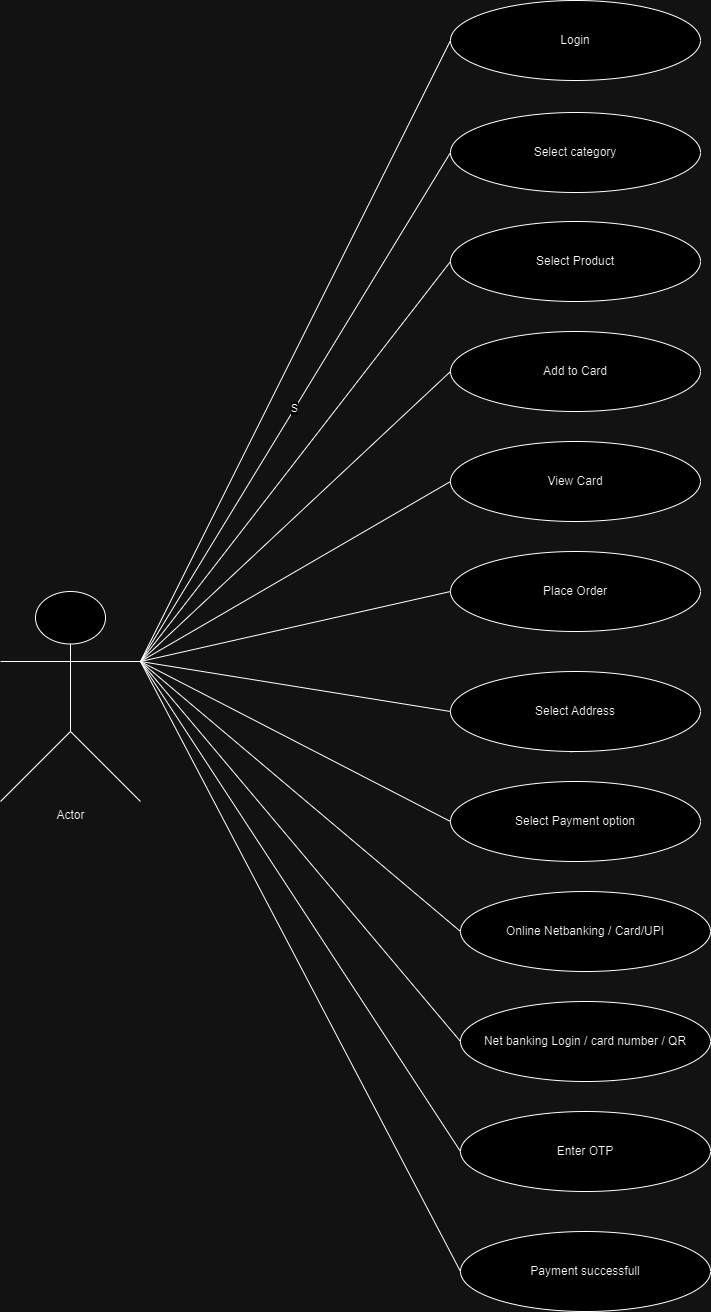 Login
Select category
Select Product
Add to Card
S
View Card
Place Order
Select Address
Select Payment option
Actor
Online Netbanking / Card/UPI
Net banking Login / card number / QR
Enter OTP
Payment successfull